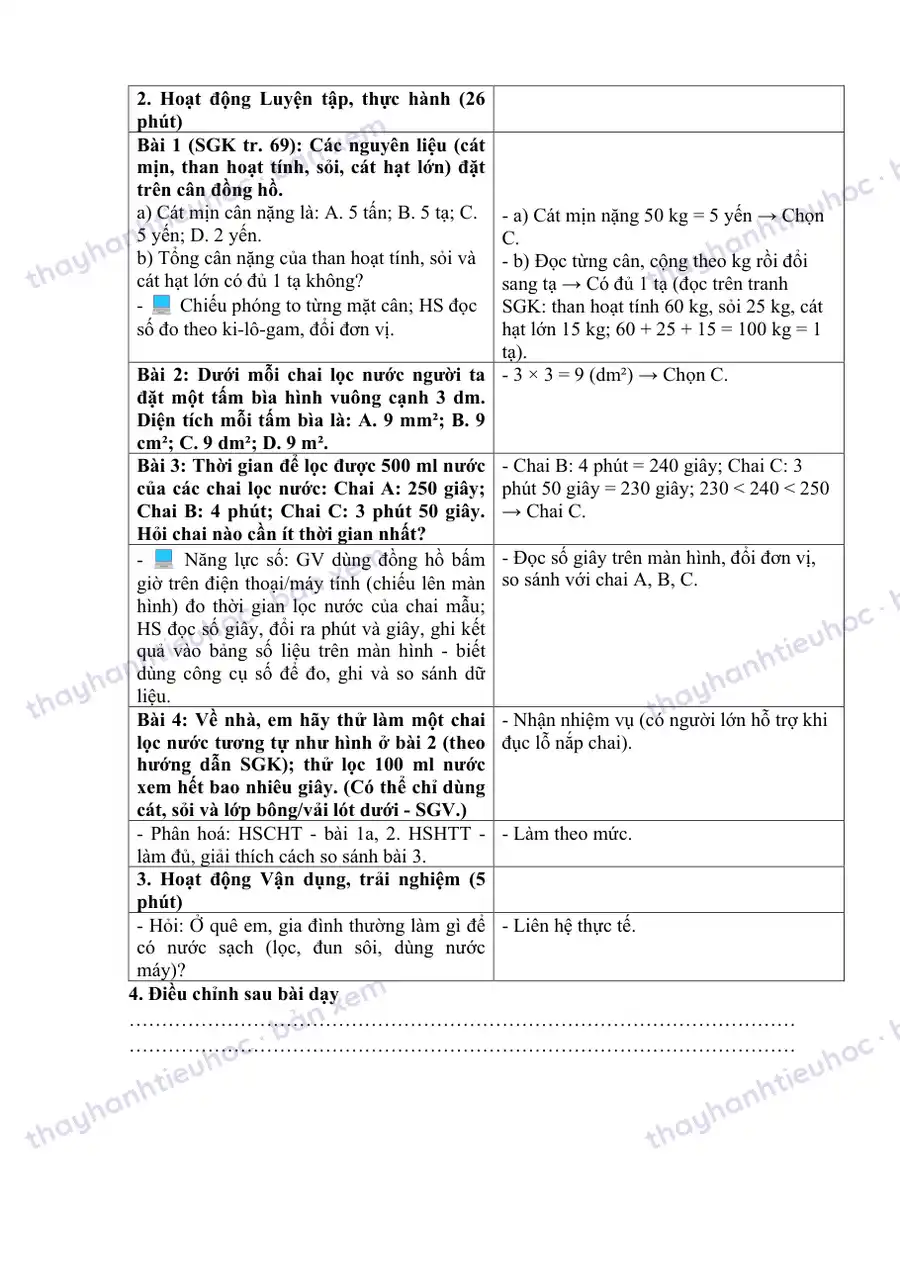 2. Hoạt động Luyện tập, thực hành (26
phút)
Bài 1 (SGK tr. 69): Các nguyên liệu (cát
mịn, than hoạt tính, sỏi, cát hạt lớn) đặt
trên cân đồng hồ.
a) Cát mịn cân nặng là: A. 5 tấn; B. 5 tạ; C.
5 yến; D. 2 yến.
b) Tổng cân nặng của than hoạt tính, sỏi và
cát hạt lớn có đủ 1 tạ không?
- Chiếu phóng to từng mặt cân; HS đọc
số đo theo ki-lô-gam, đổi đơn vị.
- a) Cát mịn nặng 50 kg = 5 yến → Chọn
C.
- b) Đọc từng cân, cộng theo kg rồi đổi
sang tạ → Có đủ 1 tạ (đọc trên tranh
SGK: than hoạt tính 60 kg, sỏi 25 kg, cát
hạt lớn 15 kg; 60 + 25 + 15 = 100 kg = 1
tạ).
Bài 2: Dưới mỗi chai lọc nước người ta
đặt một tấm bìa hình vuông cạnh 3 dm.
Diện tích mỗi tấm bìa là: A. 9 mm²; B. 9
cm²; C. 9 dm²; D. 9 m².
- 3 × 3 = 9 (dm²) → Chọn C.
Bài 3: Thời gian để lọc được 500 ml nước
của các chai lọc nước: Chai A: 250 giây;
Chai B: 4 phút; Chai C: 3 phút 50 giây.
Hỏi chai nào cần ít thời gian nhất?
- Chai B: 4 phút = 240 giây; Chai C: 3
phút 50 giây = 230 giây; 230 < 240 < 250
→ Chai C.
- Năng lực số: GV dùng đồng hồ bấm
giờ trên điện thoại/máy tính (chiếu lên màn
hình) đo thời gian lọc nước của chai mẫu;
HS đọc số giây, đổi ra phút và giây, ghi kết
quả vào bảng số liệu trên màn hình - biết
dùng công cụ số để đo, ghi và so sánh dữ
liệu.
- Đọc số giây trên màn hình, đổi đơn vị,
so sánh với chai A, B, C.
Bài 4: Về nhà, em hãy thử làm một chai
lọc nước tương tự như hình ở bài 2 (theo
hướng dẫn SGK); thử lọc 100 ml nước
xem hết bao nhiêu giây. (Có thể chỉ dùng
cát, sỏi và lớp bông/vải lót dưới - SGV.)
- Nhận nhiệm vụ (có người lớn hỗ trợ khi
đục lỗ nắp chai).
- Phân hoá: HSCHT - bài 1a, 2. HSHTT -
làm đủ, giải thích cách so sánh bài 3.
- Làm theo mức.
3. Hoạt động Vận dụng, trải nghiệm (5
phút)
- Hỏi: Ở quê em, gia đình thường làm gì để
có nước sạch (lọc, đun sôi, dùng nước
máy)?
- Liên hệ thực tế.
4. Điều chỉnh sau bài dạy
……………………………………………………………………………………
……………………………………………………………………………………
thayhanhtieuhoc · bản xem
thayhanhtieuhoc · b
thayhanhtieuhoc · bản xem
thayhanhtieuhoc · b
thayhanhtieuhoc · bản xem
thayhanhtieuhoc · b